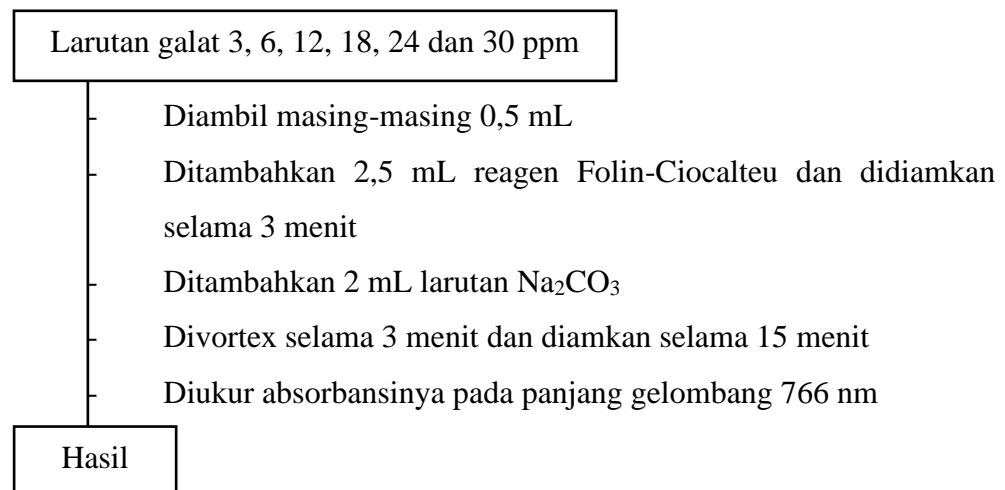 Larutan galat 3, 6, 12, 18, 24 dan 30 ppm
- Diambil masing-masing 0,5 mL
- Ditambahkan 2,5 mL reagen Folin-Ciocalteu dan didiamkan
selama 3 menit
- Ditambahkan 2 mL larutan Na₂CO₃
- Divortex selama 3 menit dan diamkan selama 15 menit
- Diukur absorbansinya pada panjang gelombang 766 nm
Hasil